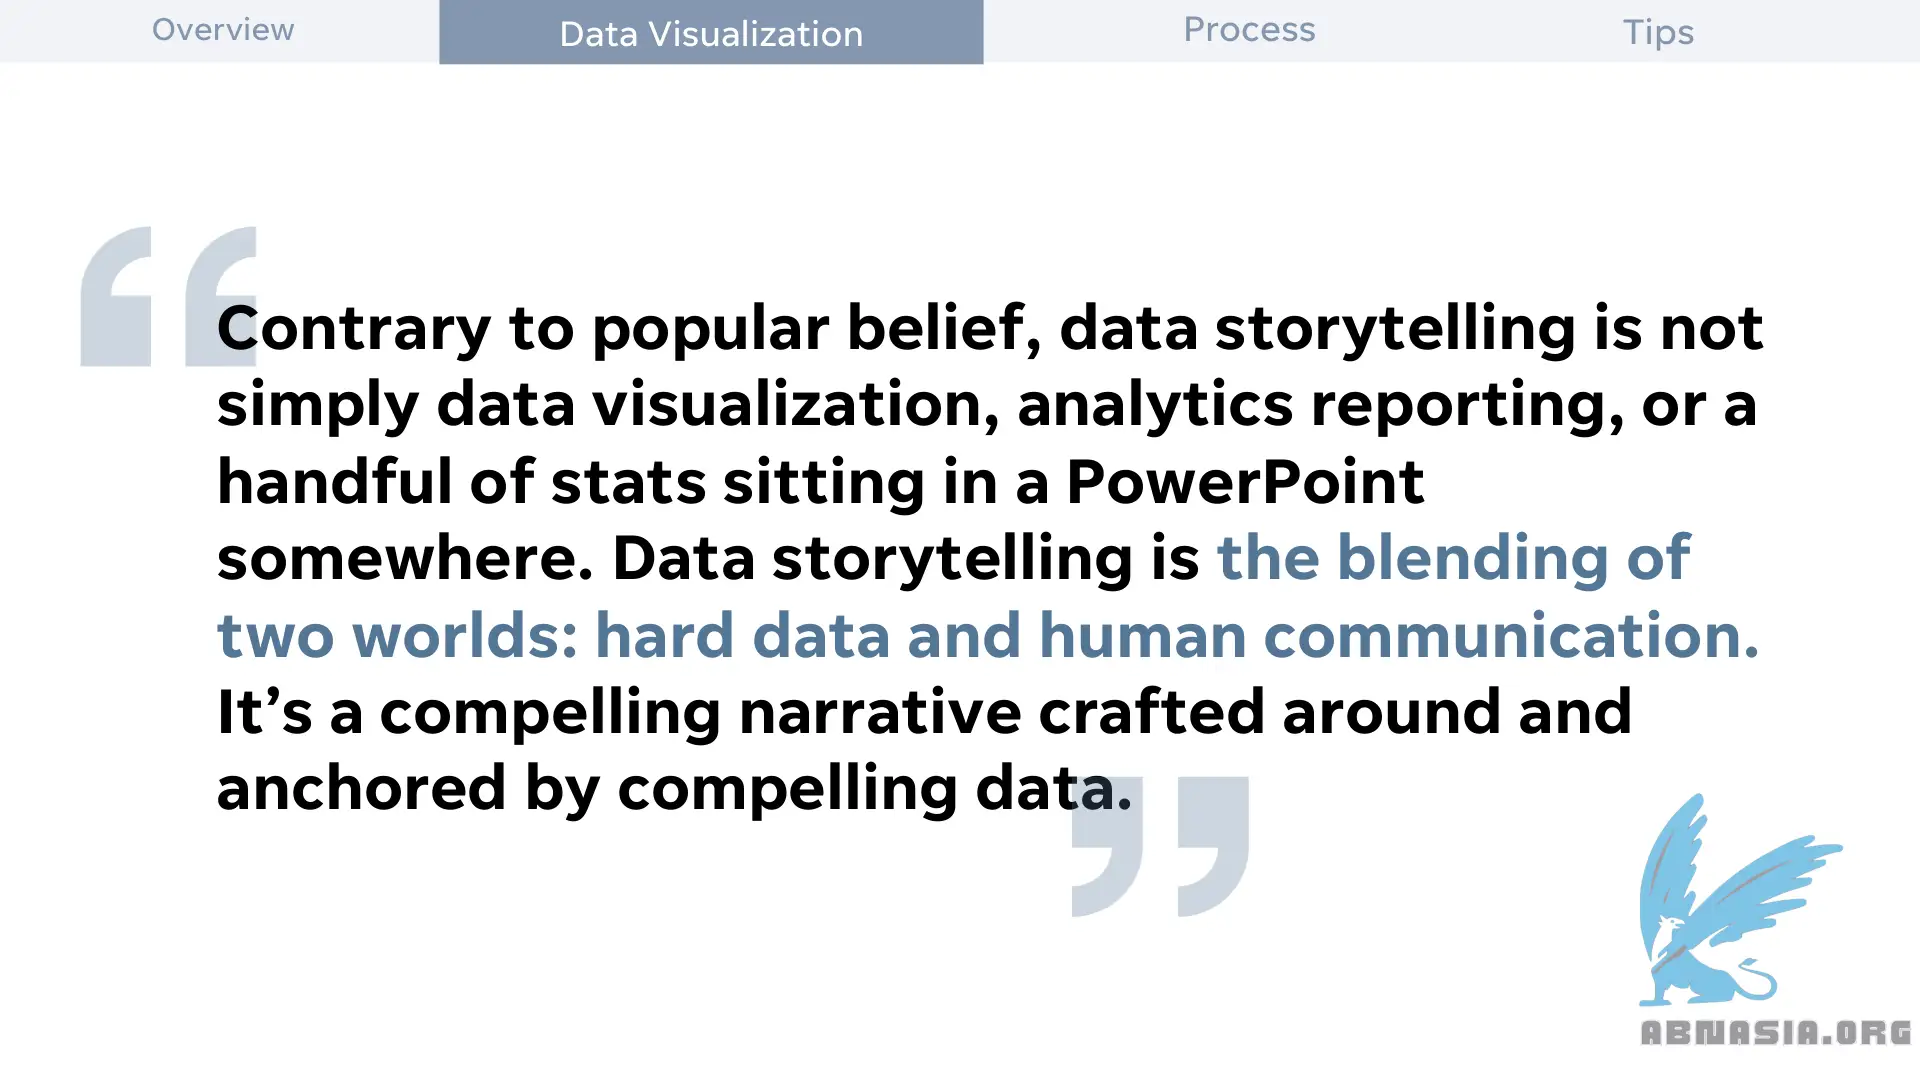 Overview
Data Visualization
Process
Tips
“Contrary to popular belief, data storytelling is not
simply data visualization, analytics reporting, or a
handful of stats sitting in a PowerPoint
somewhere. Data storytelling is the blending of
two worlds: hard data and human communication.
It’s a compelling narrative crafted around and
anchored by compelling data.”
ABNASIA.ORG